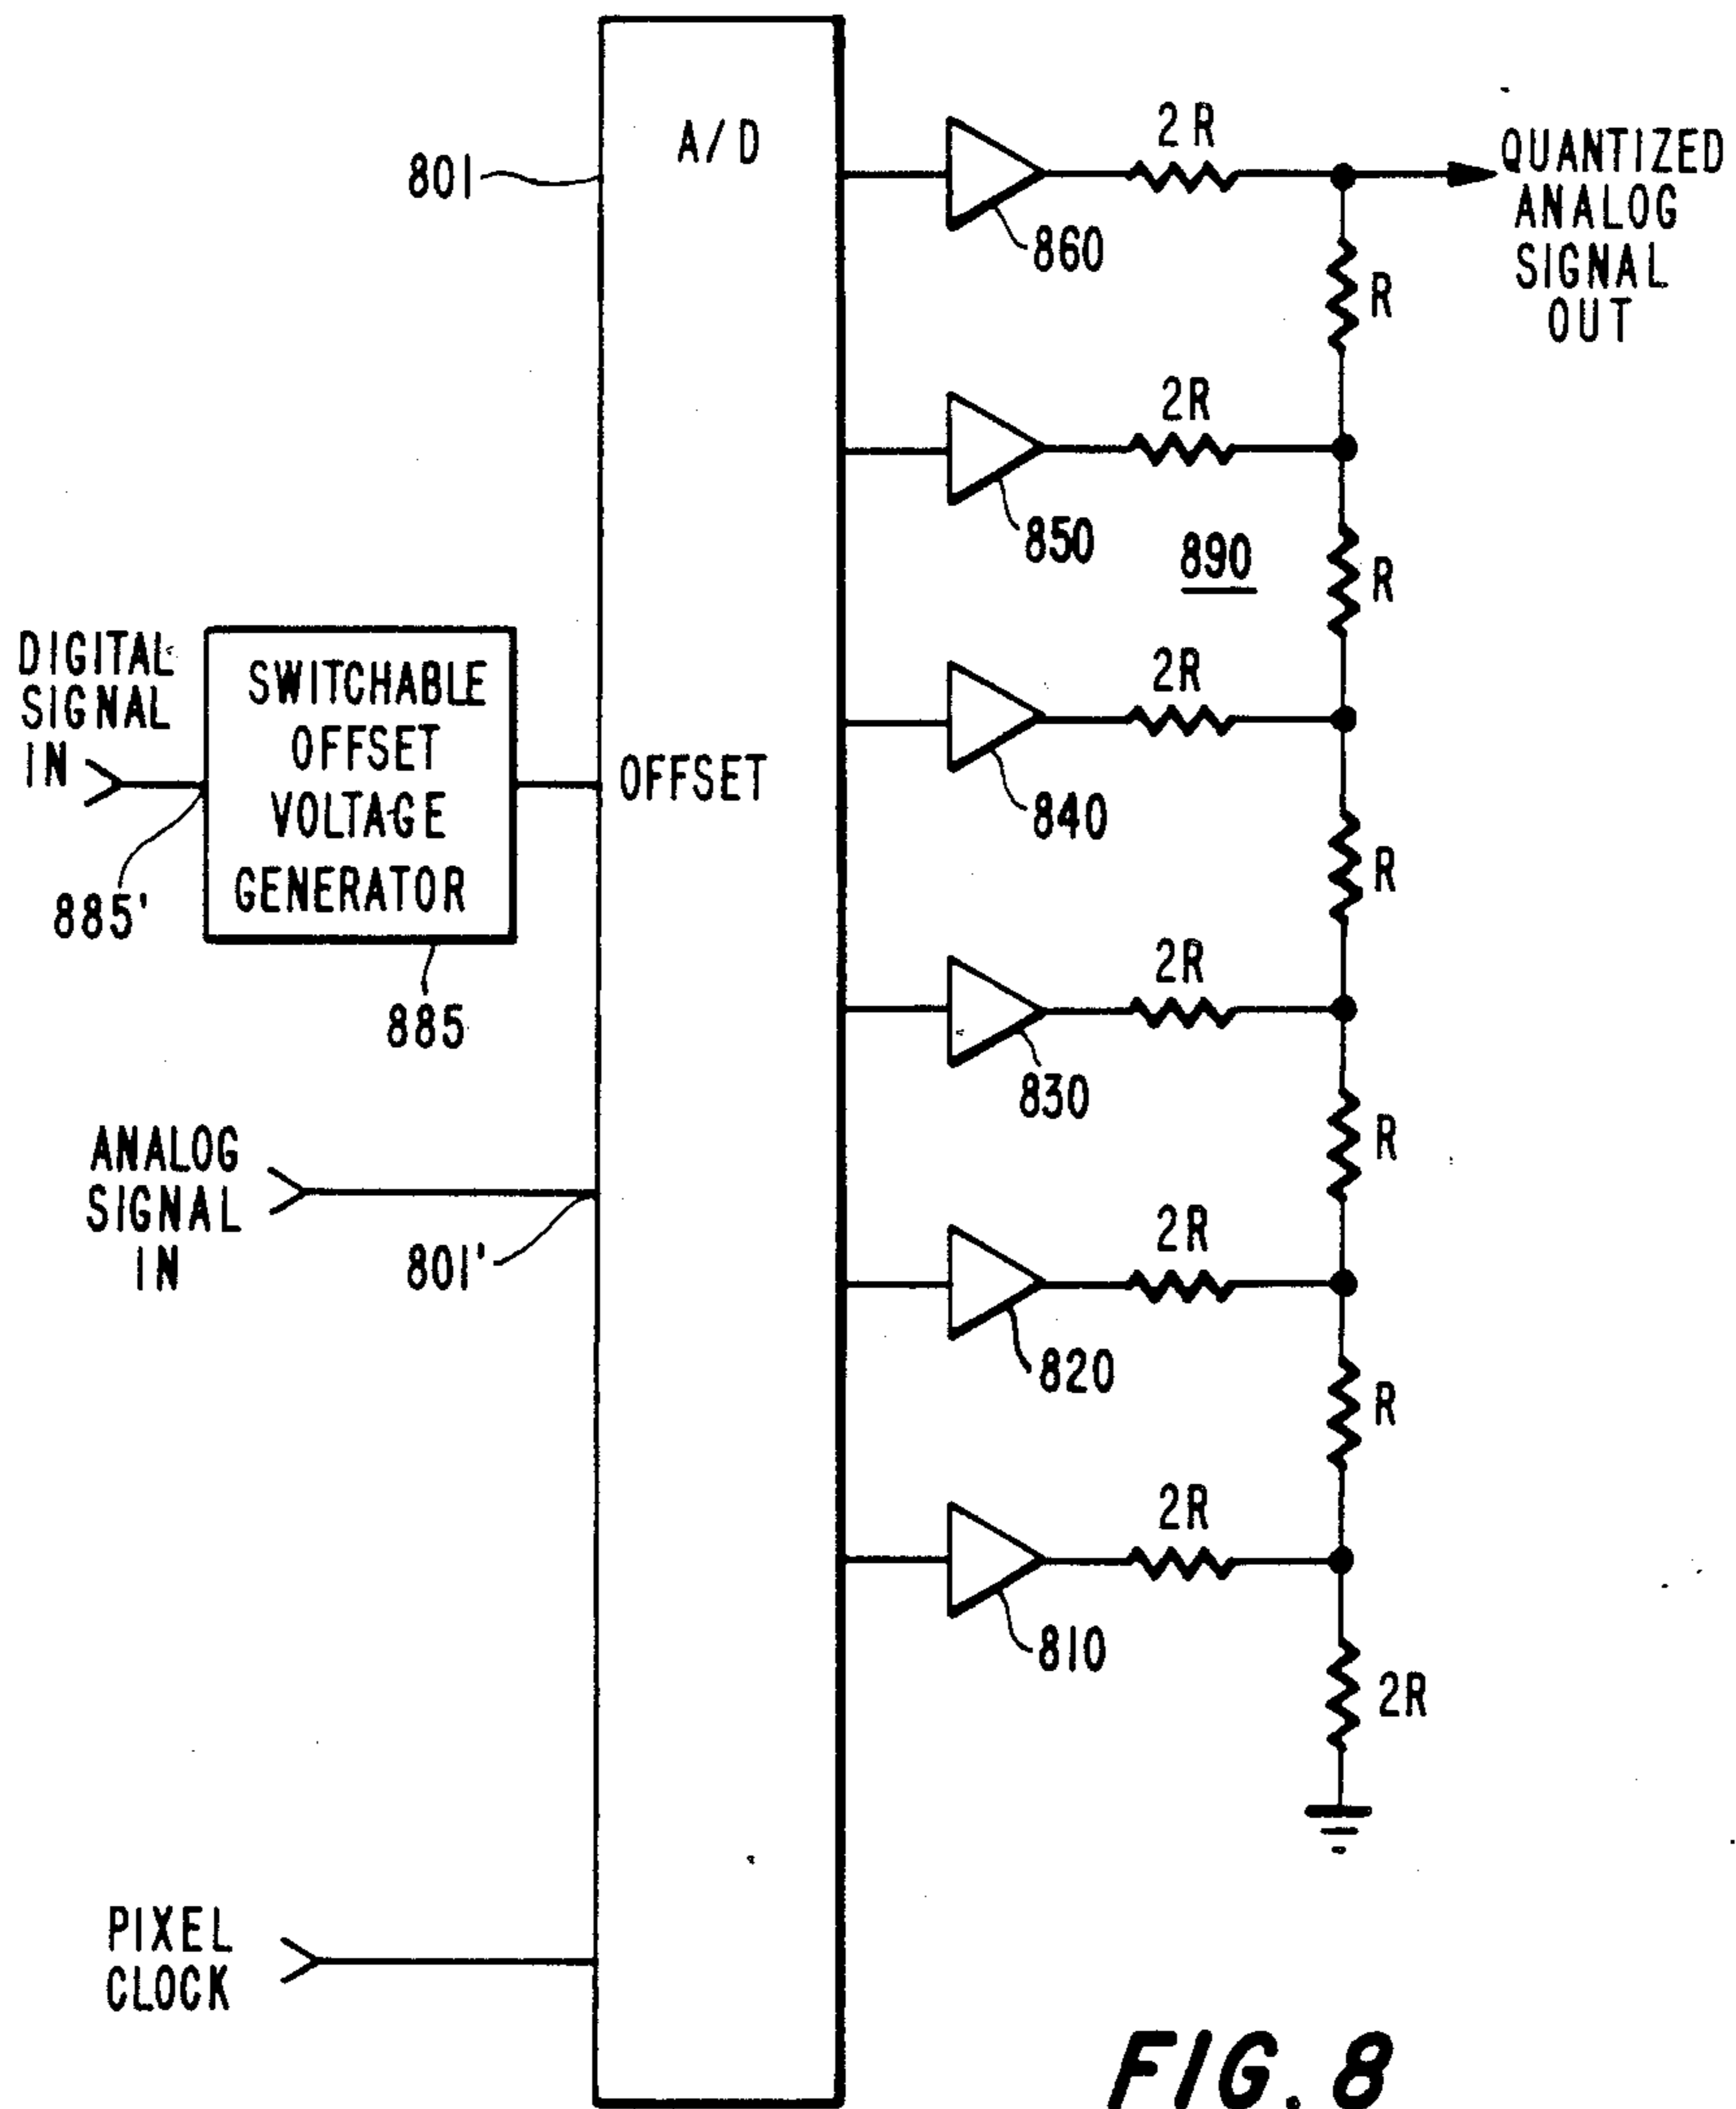 A/D
801
2R
QUANTIZED
ANALOG
SIGNAL
OUT
860
R
2R
850
890
R
DIGITAL
SIGNAL
IN
SWITCHABLE
OFFSET
VOLTAGE
GENERATOR
OFFSET
2R
840
R
885'
885
2R
830
R
ANALOG
SIGNAL
IN
801'
2R
820
R
2R
810
2R
PIXEL
CLOCK
FIG. 8